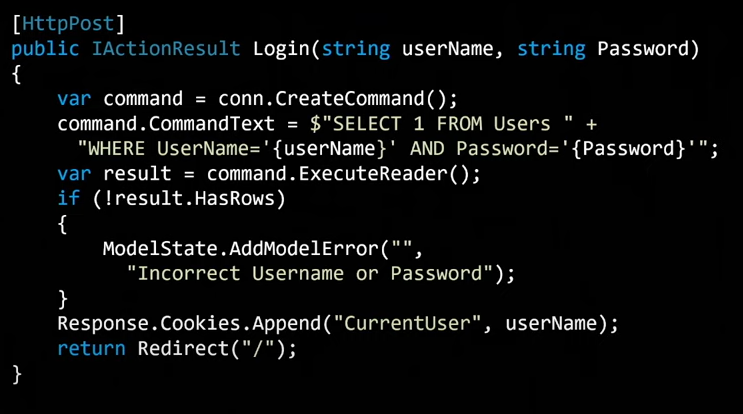 [HttpPost]
public IActionResult Login(string userName, string Password)
{
    var command = conn.CreateCommand();
    command.CommandText = $"SELECT 1 FROM Users " +
      "WHERE UserName='{userName}' AND Password='{Password}'";
    var result = command.ExecuteReader();
    if (!result.HasRows)
    {
        ModelState.AddModelError("",
          "Incorrect Username or Password");
    }
    Response.Cookies.Append("CurrentUser", userName);
    return Redirect("/");
}